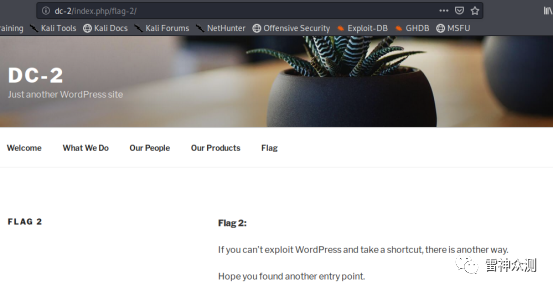 dc-2/index.php/flag-2/
raining Kali Tools Kali Docs Kali Forums NetHunter Offensive Security Exploit-DB GHDB MSFU
DC-2
Just another WordPress site
Welcome What We Do Our People Our Products Flag
FLAG 2
Flag 2:
If you can't exploit WordPress and take a shortcut, there is another way.
Hope you found another entry point.
雷神众测